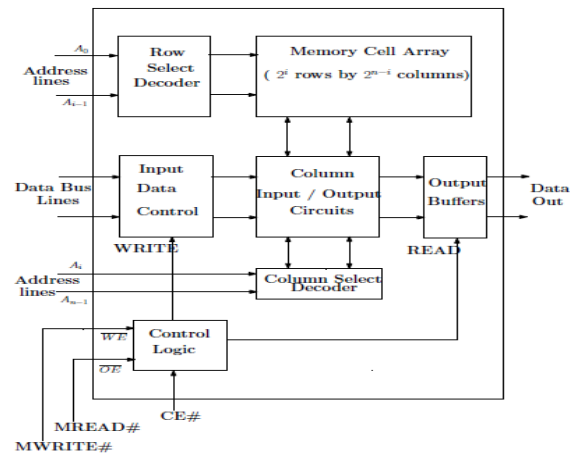 A₀
Address
lines
Aᵢ₋₁
Row
Select
Decoder
Memory Cell Array
( 2ⁱ rows by 2ⁿ⁻ⁱ columns)
Data Bus
Lines
Input
Data
Control
WRITE
Column
Input / Output
Circuits
Output
Buffers
READ
Data
Out
Aᵢ
Address
lines
Aₙ₋₁
Column Select
Decoder
W̅E̅
O̅E̅
Control
Logic
CE#
MREAD#
MWRITE#